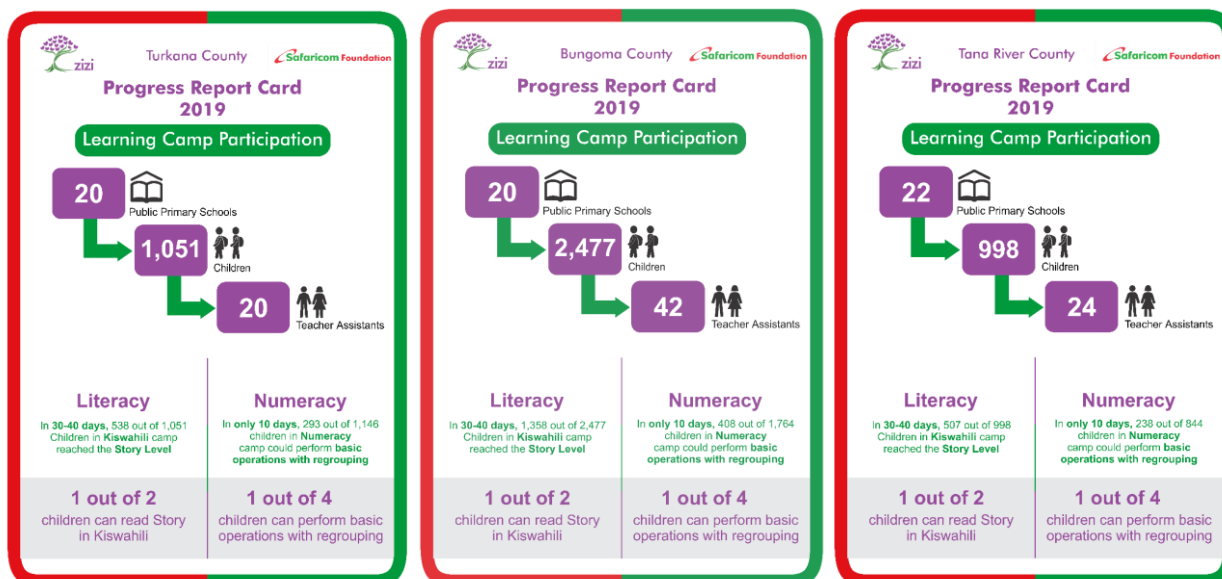 zizi
Turkana County
Safaricom Foundation
Progress Report Card
2019
Learning Camp Participation
20
Public Primary Schools
1,051
Children
20
Teacher Assistants
Literacy
In 30-40 days, 538 out of 1,051
Children in Kiswahili camp
reached the Story Level
Numeracy
In only 10 days, 293 out of 1,146
children in Numeracy
camp could perform basic
operations with regrouping
1 out of 2
children can read Story
in Kiswahili
1 out of 4
children can perform basic
operations with regrouping
zizi
Bungoma County
Safaricom Foundation
Progress Report Card
2019
Learning Camp Participation
20
Public Primary Schools
2,477
Children
42
Teacher Assistants
Literacy
In 30-40 days, 1,358 out of 2,477
Children in Kiswahili camp
reached the Story Level
Numeracy
In only 10 days, 408 out of 1,764
children in Numeracy
camp could perform basic
operations with regrouping
1 out of 2
children can read Story
in Kiswahili
1 out of 4
children can perform basic
operations with regrouping
zizi
Tana River County
Safaricom Foundation
Progress Report Card
2019
Learning Camp Participation
22
Public Primary Schools
998
Children
24
Teacher Assistants
Literacy
In 30-40 days, 507 out of 998
Children in Kiswahili camp
reached the Story Level
Numeracy
In only 10 days, 238 out of 844
children in Numeracy
camp could perform basic
operations with regrouping
1 out of 2
children can read Story
in Kiswahili
1 out of 4
children can perform basic
operations with regrouping